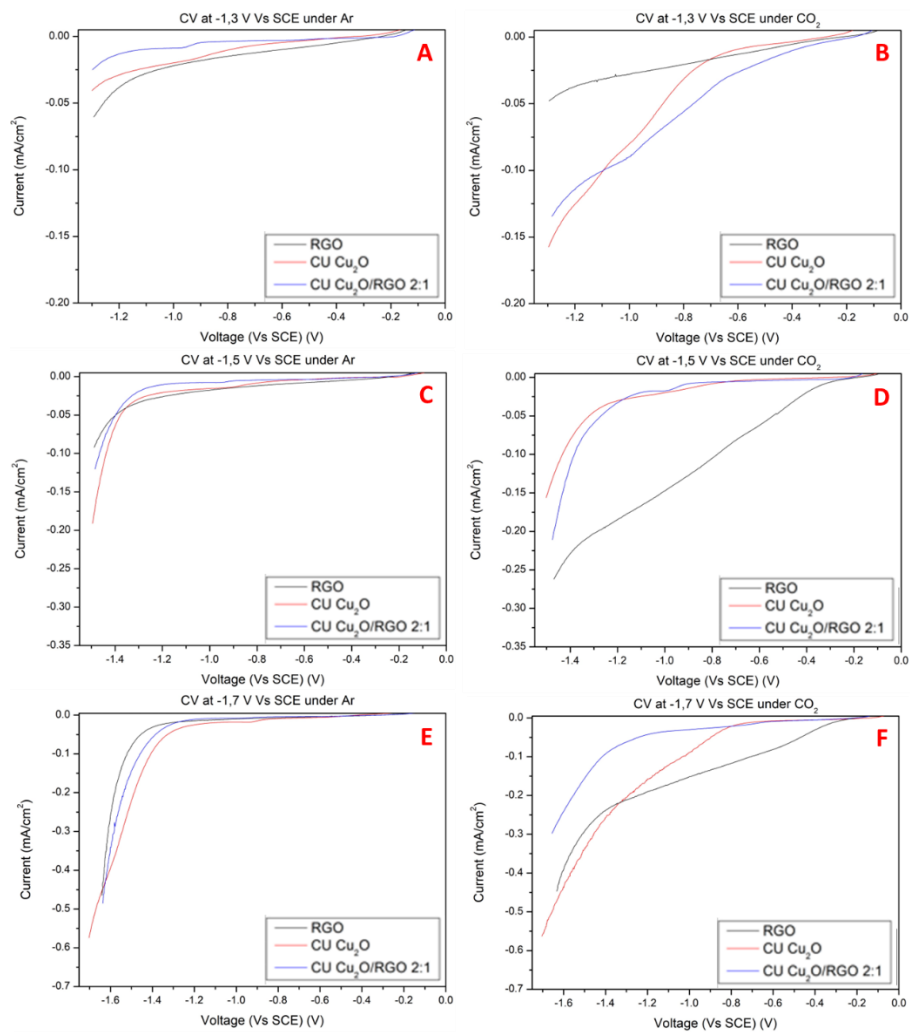 CV at -1,3 V Vs SCE under Ar
A
0.00
-0.05
-0.10
-0.15
-0.20
Current (mA/cm²)
-1.2
-1.0
-0.8
-0.6
-0.4
-0.2
0.0
Voltage (Vs SCE) (V)
RGO
CU Cu₂O
CU Cu₂O/RGO 2:1
CV at -1,3 V Vs SCE under CO₂
B
0.00
-0.05
-0.10
-0.15
-0.20
Current (mA/cm²)
-1.2
-1.0
-0.8
-0.6
-0.4
-0.2
0.0
Voltage (Vs SCE) (V)
RGO
CU Cu₂O
CU Cu₂O/RGO 2:1
CV at -1,5 V Vs SCE under Ar
C
0.00
-0.05
-0.10
-0.15
-0.20
-0.25
-0.30
-0.35
Current (mA/cm²)
-1.4
-1.2
-1.0
-0.8
-0.6
-0.4
-0.2
0.0
Voltage (Vs SCE) (V)
RGO
CU Cu₂O
CU Cu₂O/RGO 2:1
CV at -1,5 V Vs SCE under CO₂
D
0.00
-0.05
-0.10
-0.15
-0.20
-0.25
-0.30
-0.35
Current (mA/cm²)
-1.4
-1.2
-1.0
-0.8
-0.6
-0.4
-0.2
0.0
Voltage (Vs SCE) (V)
RGO
CU Cu₂O
CU Cu₂O/RGO 2:1
CV at -1,7 V Vs SCE under Ar
E
0.0
-0.1
-0.2
-0.3
-0.4
-0.5
-0.6
-0.7
Current (mA/cm²)
-1.6
-1.4
-1.2
-1.0
-0.8
-0.6
-0.4
-0.2
0.0
Voltage (Vs SCE) (V)
RGO
CU Cu₂O
CU Cu₂O/RGO 2:1
CV at -1,7 V Vs SCE under CO₂
F
0.0
-0.1
-0.2
-0.3
-0.4
-0.5
-0.6
-0.7
Current (mA/cm²)
-1.6
-1.4
-1.2
-1.0
-0.8
-0.6
-0.4
-0.2
0.0
Voltage (Vs SCE) (V)
RGO
CU Cu₂O
CU Cu₂O/RGO 2:1